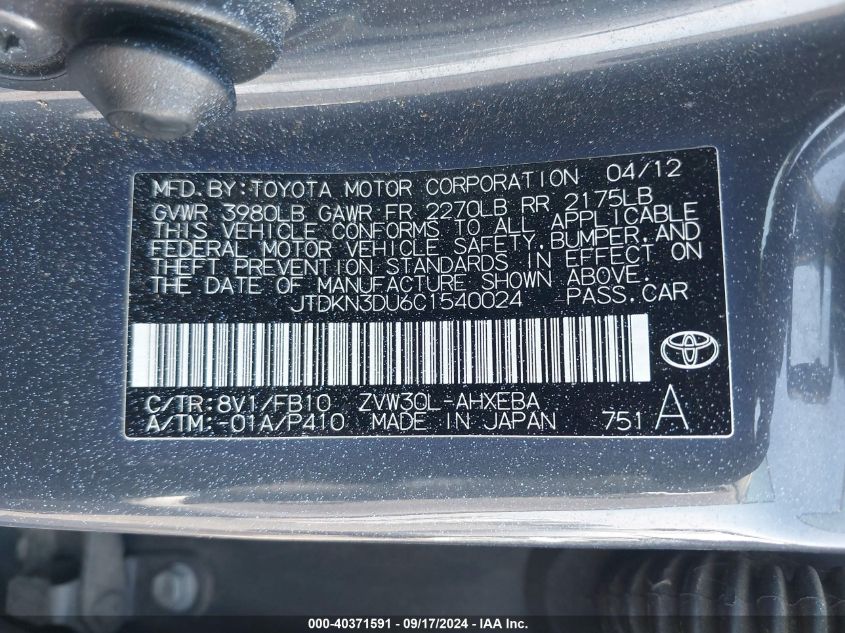 MFD. BY: TOYOTA MOTOR CORPORATION 04/12
GVWR 3980LB GAWR FR 2270LB RR 2175LB
THIS VEHICLE CONFORMS TO ALL APPLICABLE
FEDERAL MOTOR VEHICLE SAFETY, BUMPER, AND
THEFT PREVENTION STANDARDS IN EFFECT ON
THE DATE OF MANUFACTURE SHOWN ABOVE.
JTDKN3DU6C1540024 PASS. CAR
C/TR: 8V1/FB10 ZVW30L-AHXEBA
A/TM: -01A/P410 MADE IN JAPAN 751 A
000-40371591 - 09/17/2024 - IAA Inc.